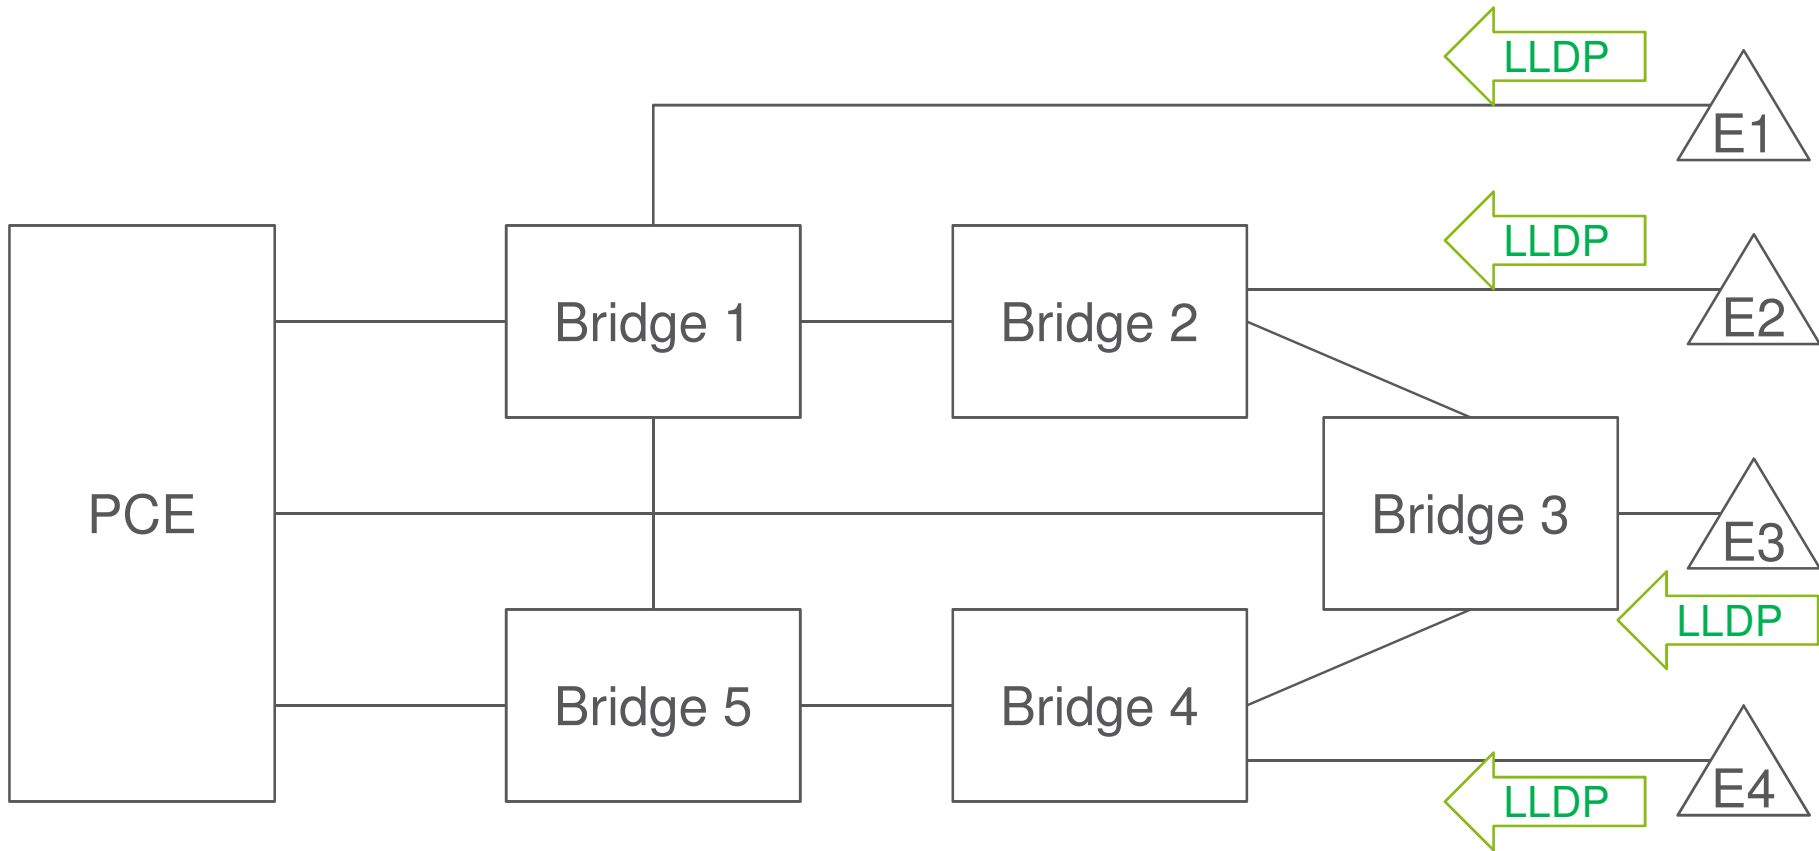 LLDP
E1
LLDP
Bridge 1
Bridge 2
E2
PCE
Bridge 3
E3
LLDP
Bridge 5
Bridge 4
LLDP
E4